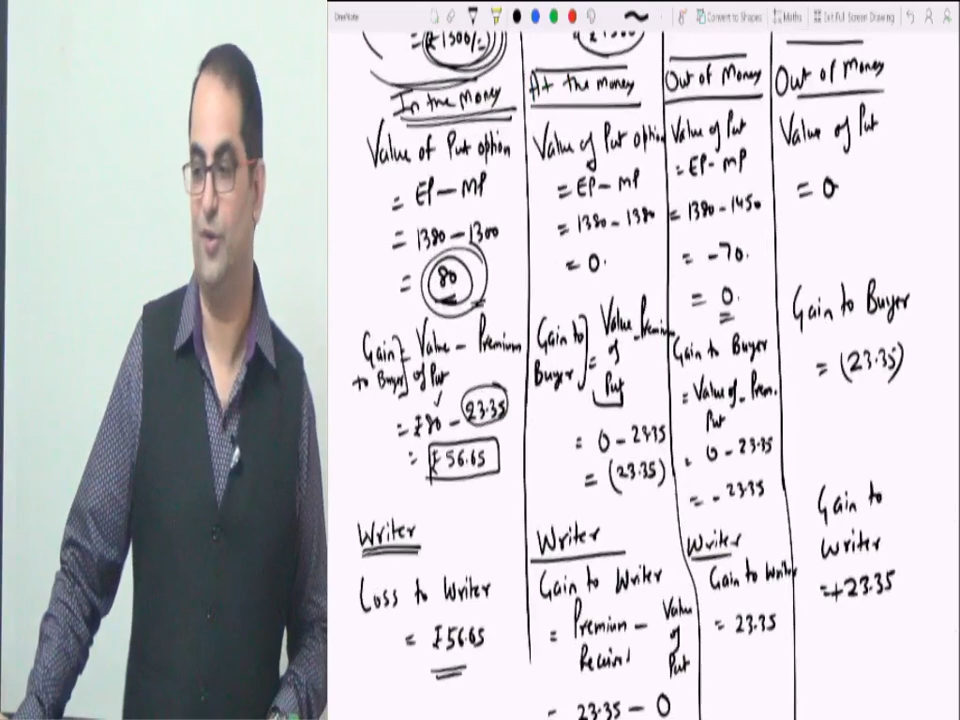 OneNote
Convert to Shapes
Maths
Exit Full Screen Drawing
= (₹1300/-)
In the Money
Value of Put option
= EP - MP
= 1380 - 1300
= 80
Gain to Buyer} = Value of Put - Premium
= ₹80 - 23.35
= ₹56.65
Writer
Loss to Writer
= ₹56.65
At the Money
Value of Put option
= EP - MP
= 1380 - 1380
= 0.
Gain to Buyer} = Value of Put - Premium
= 0 - 23.35
= (23.35)
Writer
Gain to Writer
= Premium Received - Value of Put
= 23.35 - 0
Out of Money
Value of Put
= EP - MP
= 1380 - 1450
= -70.
= 0.
Gain to Buyer
= Value of Put - Prem.
= 0 - 23.35
= - 23.35
Writer
Gain to Writer
= 23.35
Out of Money
Value of Put
= 0
Gain to Buyer
= (23.35)
Gain to Writer
= +23.35